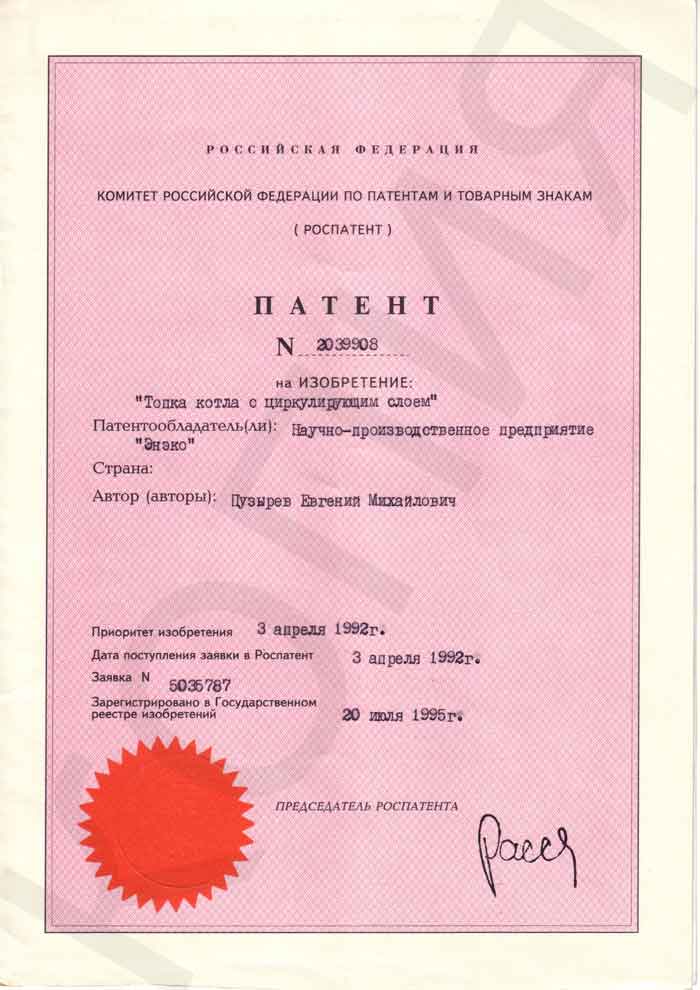 РОССИЙСКАЯ ФЕДЕРАЦИЯ
КОМИТЕТ РОССИЙСКОЙ ФЕДЕРАЦИИ ПО ПАТЕНТАМ И ТОВАРНЫМ ЗНАКАМ
( РОСПАТЕНТ )
ПАТЕНТ
N 2039908
на ИЗОБРЕТЕНИЕ:
"Топка котла с циркулирующим слоем"
Патентообладатель(ли): Научно-производственное предприятие
"Энэко"
Страна:
Автор (авторы): Пузырев Евгений Михайлович
Приоритет изобретения 3 апреля 1992г.
Дата поступления заявки в Роспатент 3 апреля 1992г.
Заявка N 5035787
Зарегистрировано в Государственном
реестре изобретений 20 июля 1995г.
ПРЕДСЕДАТЕЛЬ РОСПАТЕНТА
КОПИЯ